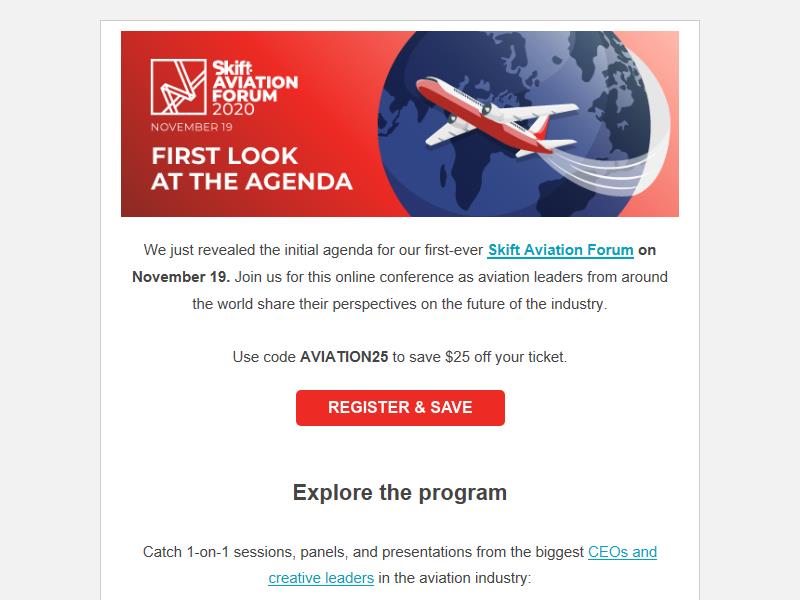 Skift:
AVIATION
FORUM
2020
NOVEMBER 19
FIRST LOOK
AT THE AGENDA
We just revealed the initial agenda for our first-ever Skift Aviation Forum on
November 19. Join us for this online conference as aviation leaders from around
the world share their perspectives on the future of the industry.
Use code AVIATION25 to save $25 off your ticket.
REGISTER & SAVE
Explore the program
Catch 1-on-1 sessions, panels, and presentations from the biggest CEOs and
creative leaders in the aviation industry: